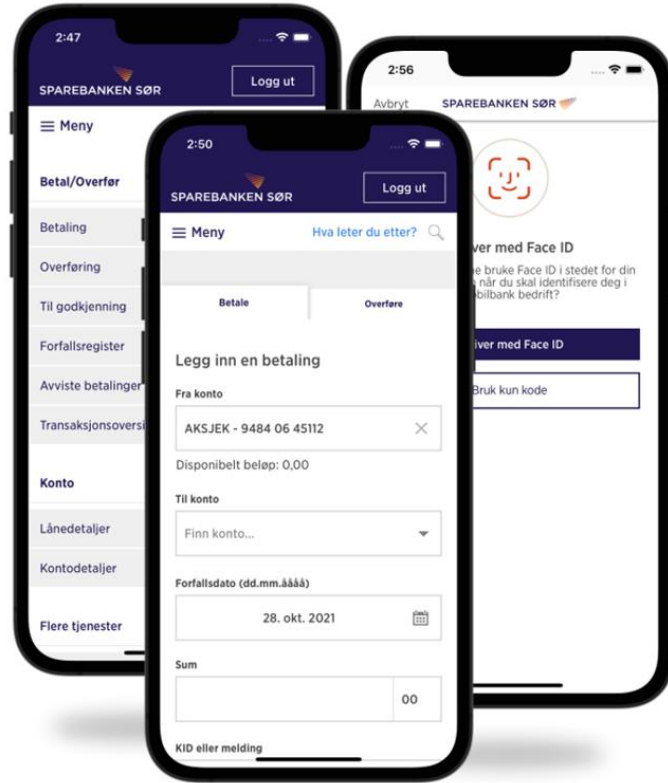 2:47
SPAREBANKEN SØR
Logg ut
Meny
Betal/Overfør
Betaling
Overføring
Til godkjenning
Forfallsregister
Avviste betalinger
Konto
Lånedetaljer
Kontodetaljer
Flere tjenester
2:50
SPAREBANKEN SØR
Logg ut
Meny
Hva leter du etter?
Betale
Overføre
Legg inn en betaling
Fra konto
AKSJEK - 9484 06 45112
Disponibelt beløp: 0,00
Til konto
Finn konto...
Forfallsdato (dd.mm.åååå)
28. okt. 2021
Sum
00
KID eller melding
2:56
Avbryt
SPAREBANKEN SØR
med Face ID
bruke Face ID i stedet for din
når du skal identifisere deg i
bedrift?
med Face ID
Bruk kun kode